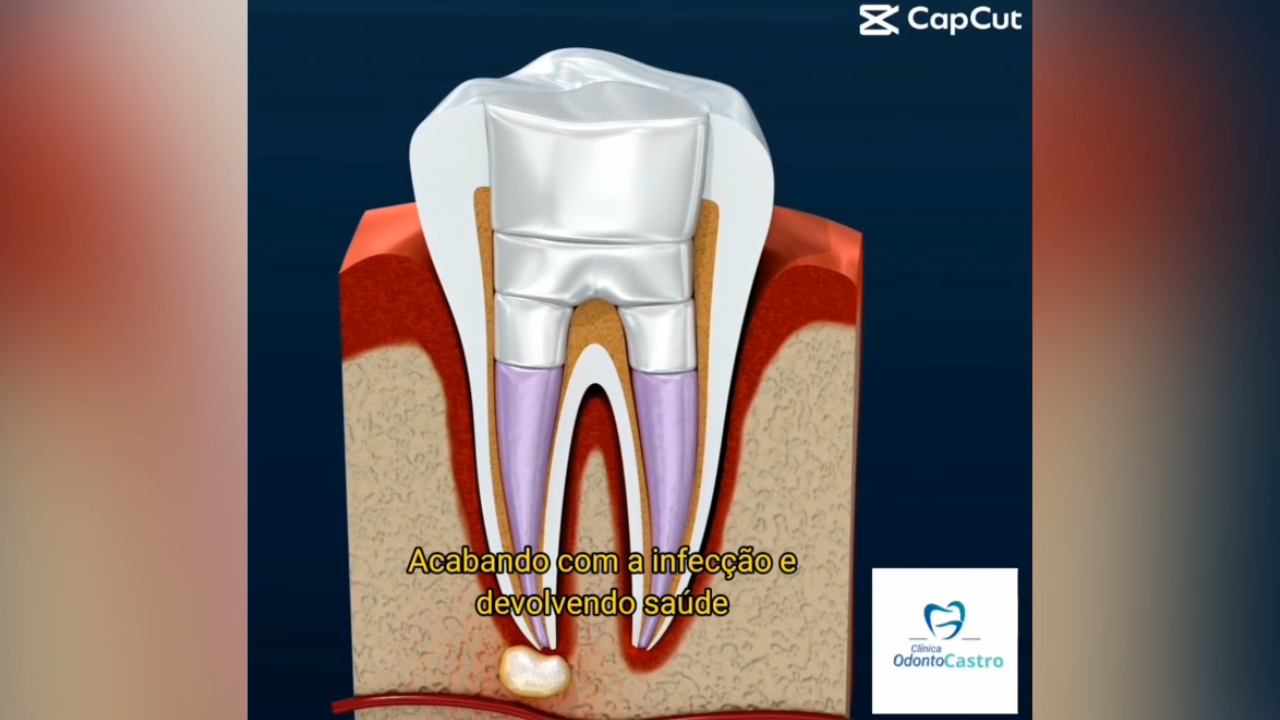 CapCut
Acabando com a infecção e
devolvendo saúde
Clínica
OdontoCastro